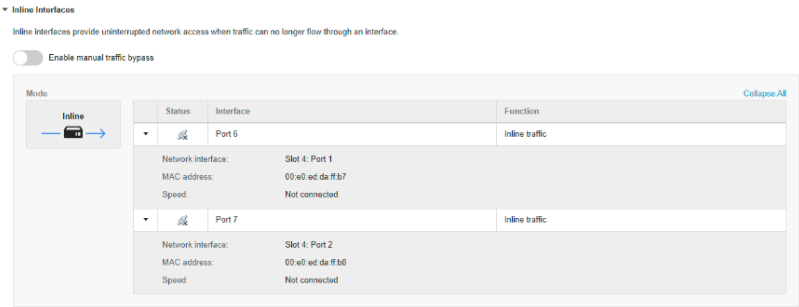 Inline Interfaces
Inline interfaces provide uninterrupted network access when traffic can no longer flow through an interface.
Enable manual traffic bypass
Mode
Collapse All
Inline
Status Interface Function
Port 6 Inline traffic
Network interface: Slot 4: Port 1
MAC address: 00:e0:ed:da:ff:b7
Speed: Not connected
Port 7 Inline traffic
Network interface: Slot 4: Port 2
MAC address: 00:e0:ed:da:ff:b8
Speed: Not connected